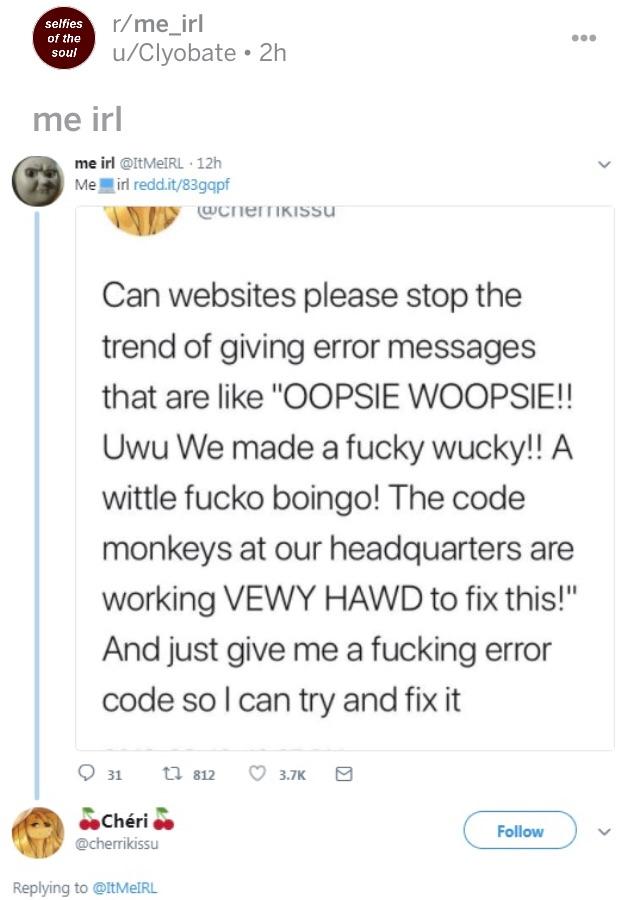 selfies
of the
soul
r/me_irl
u/Clyobate • 2h
me irl
me irl @ItMeIRL · 12h
Me 💻 irl redd.it/83gqpf
@cherrikissu
Can websites please stop the
trend of giving error messages
that are like "OOPSIE WOOPSIE!!
Uwu We made a fucky wucky!! A
wittle fucko boingo! The code
monkeys at our headquarters are
working VEWY HAWD to fix this!"
And just give me a fucking error
code so I can try and fix it
31 812 3.7K
🍒Chéri🍒
Follow
@cherrikissu
Replying to @ItMeIRL